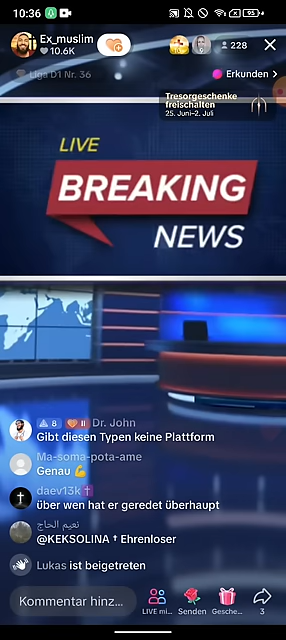 10:36
95
Ex_muslim
10.6K
228
Liga D1 Nr. 36
Erkunden >
Tresorgeschenke
freischalten
25. Juni–2. Juli
LIVE
BREAKING
NEWS
8 II Dr. John
Gibt diesen Typen keine Plattform
Ma-soma-pota-ame
Genau 💪
daev13k✝️
über wen hat er geredet überhaupt
نعيم الحاج
@KEKSOLINA ✝ Ehrenloser
Lukas ist beigetreten
Kommentar hinz...
LIVE mi...
Senden
Gesche...
3